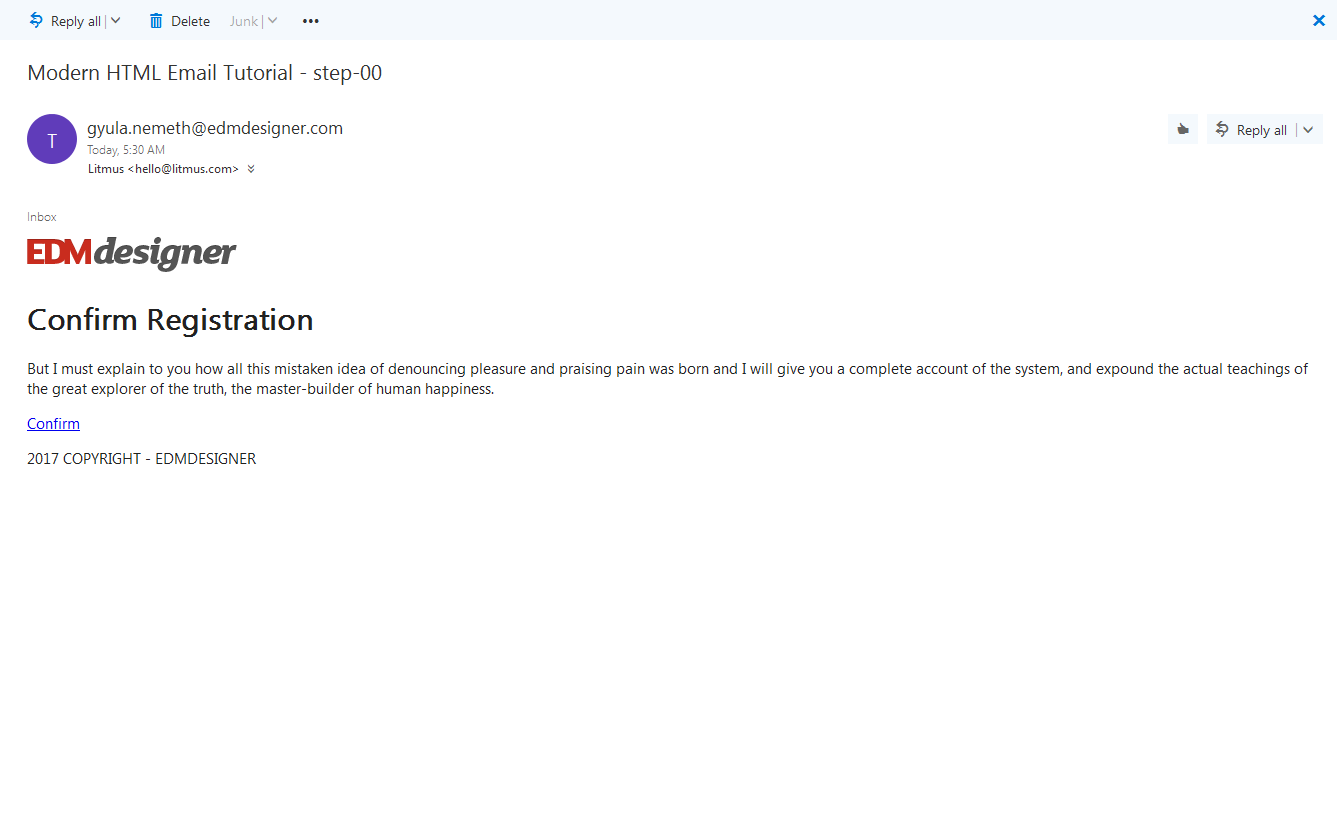 Reply all
Delete
Junk
Modern HTML Email Tutorial - step-00
T
gyula.nemeth@edmdesigner.com
Today, 5:30 AM
Litmus <hello@litmus.com>
Reply all
Inbox
EDMdesigner
Confirm Registration
But I must explain to you how all this mistaken idea of denouncing pleasure and praising pain was born and I will give you a complete account of the system, and expound the actual teachings of
the great explorer of the truth, the master-builder of human happiness.
Confirm
2017 COPYRIGHT - EDMDESIGNER